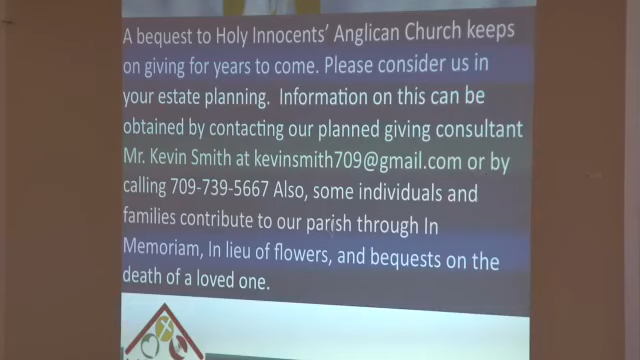 A bequest to Holy Innocents' Anglican Church keeps
on giving for years to come. Please consider us in
your estate planning.  Information on this can be
obtained by contacting our planned giving consultant
Mr. Kevin Smith at kevinsmith709@gmail.com or by
calling 709-739-5667 Also, some individuals and
families contribute to our parish through In
Memoriam, In lieu of flowers, and bequests on the
death of a loved one.